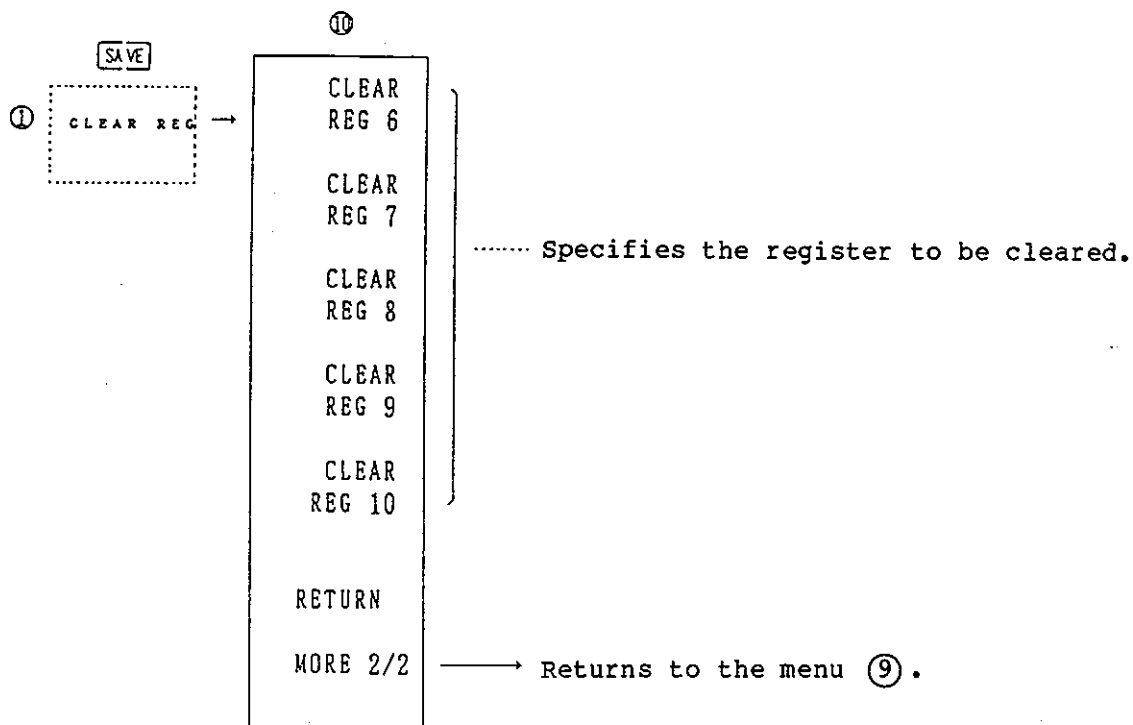 ⑩
SAVE
① CLEAR REG →
CLEAR
REG 6
CLEAR
REG 7
CLEAR
REG 8
CLEAR
REG 9
CLEAR
REG 10
Specifies the register to be cleared.
RETURN
MORE 2/2 → Returns to the menu ⑨.